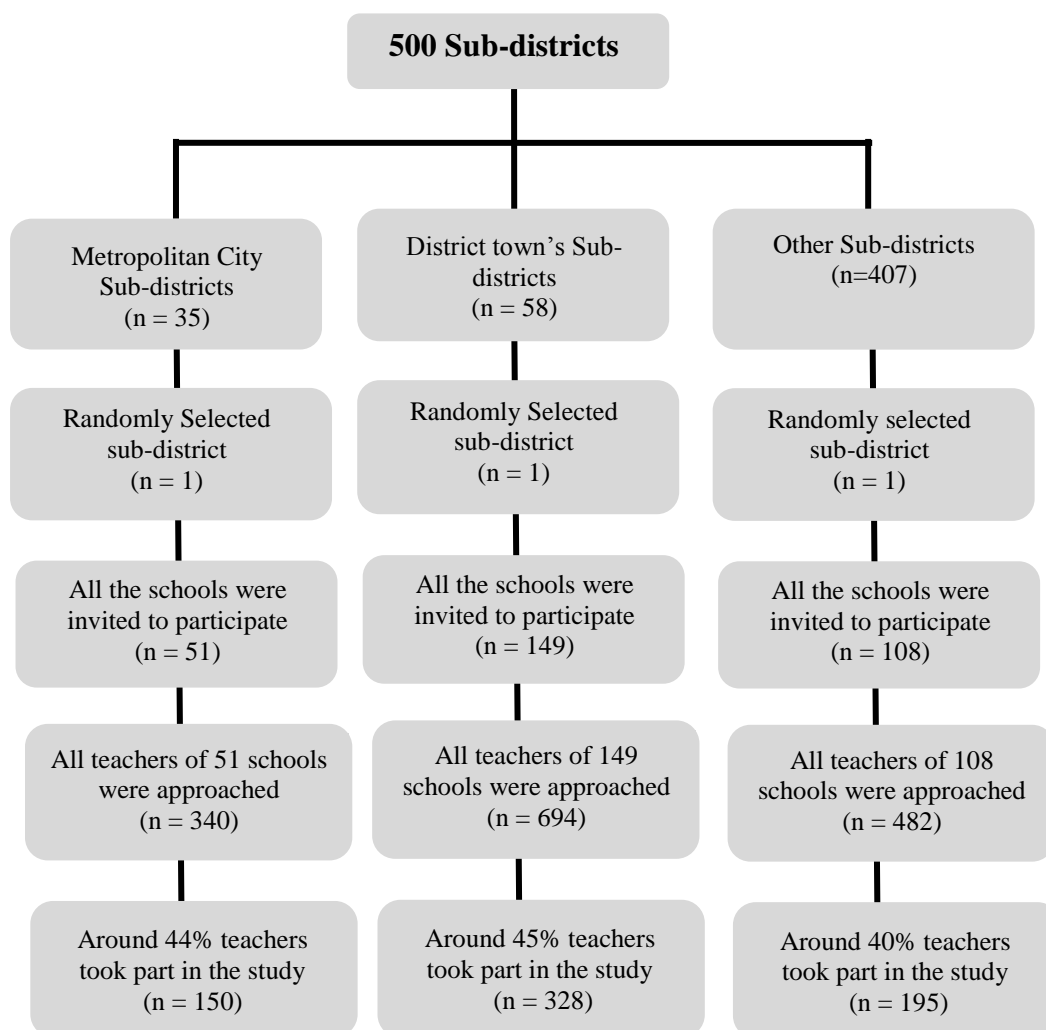 500 Sub-districts
Metropolitan City
Sub-districts
(n = 35)
District town’s Sub-
districts
(n = 58)
Other Sub-districts
(n=407)
Randomly Selected
sub-district
(n = 1)
Randomly Selected
sub-district
(n = 1)
Randomly selected
sub-district
(n = 1)
All the schools were
invited to participate
(n = 51)
All the schools were
invited to participate
(n = 149)
All the schools were
invited to participate
(n = 108)
All teachers of 51 schools
were approached
(n = 340)
All teachers of 149
schools were approached
(n = 694)
All teachers of 108
schools were approached
(n = 482)
Around 44% teachers
took part in the study
(n = 150)
Around 45% teachers
took part in the study
(n = 328)
Around 40% teachers
took part in the study
(n = 195)